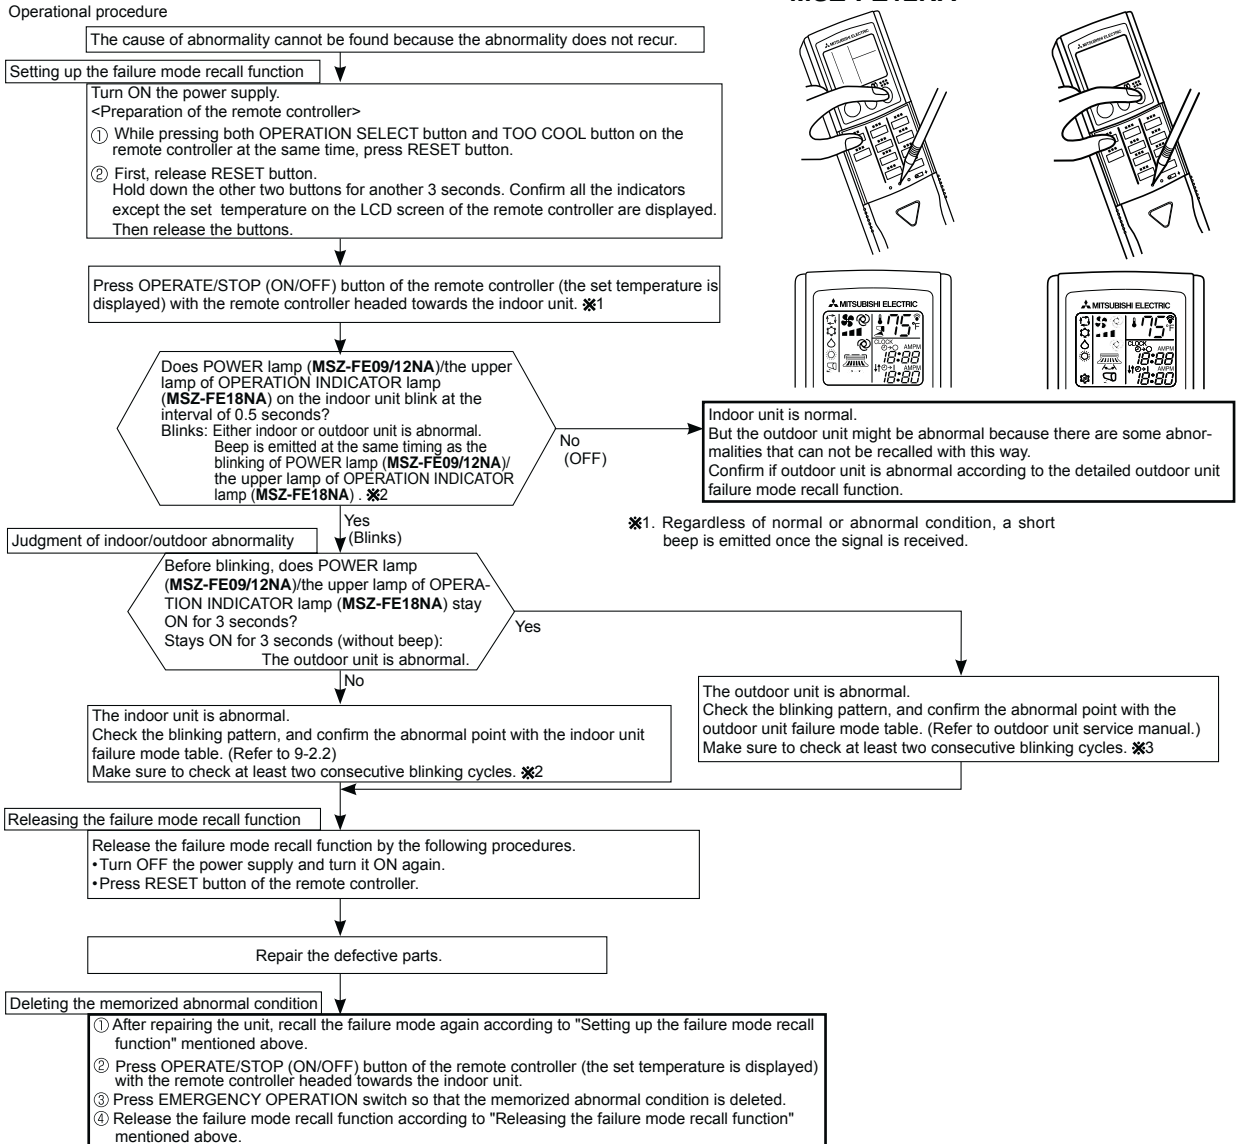 Operational procedure
The cause of abnormality cannot be found because the abnormality does not recur.
Setting up the failure mode recall function
Turn ON the power supply.
<Preparation of the remote controller>
① While pressing both OPERATION SELECT button and TOO COOL button on the
remote controller at the same time, press RESET button.
② First, release RESET button.
Hold down the other two buttons for another 3 seconds. Confirm all the indicators
except the set temperature on the LCD screen of the remote controller are displayed.
Then release the buttons.
MITSUBISHI ELECTRIC
MITSUBISHI ELECTRIC
Press OPERATE/STOP (ON/OFF) button of the remote controller (the set temperature is
displayed) with the remote controller headed towards the indoor unit. ※1
MITSUBISHI ELECTRIC
75°F
CLOCK
AMPM
18:88
18:80
MITSUBISHI ELECTRIC
75°F
CLOCK
AMPM
18:88
AMPM
18:80
Does POWER lamp (MSZ-FE09/12NA)/the upper
lamp of OPERATION INDICATOR lamp
(MSZ-FE18NA) on the indoor unit blink at the
interval of 0.5 seconds?
Blinks: Either indoor or outdoor unit is abnormal.
Beep is emitted at the same timing as the
blinking of POWER lamp (MSZ-FE09/12NA)/
the upper lamp of OPERATION INDICATOR
lamp (MSZ-FE18NA) . ※2
No
(OFF)
Indoor unit is normal.
But the outdoor unit might be abnormal because there are some abnor-
malities that can not be recalled with this way.
Confirm if outdoor unit is abnormal according to the detailed outdoor unit
failure mode recall function.
※1. Regardless of normal or abnormal condition, a short
beep is emitted once the signal is received.
Yes
(Blinks)
Judgment of indoor/outdoor abnormality
Before blinking, does POWER lamp
(MSZ-FE09/12NA)/the upper lamp of OPERA-
TION INDICATOR lamp (MSZ-FE18NA) stay
ON for 3 seconds?
Stays ON for 3 seconds (without beep):
The outdoor unit is abnormal.
Yes
No
The indoor unit is abnormal.
Check the blinking pattern, and confirm the abnormal point with the indoor unit
failure mode table. (Refer to 9-2.2)
Make sure to check at least two consecutive blinking cycles. ※2
The outdoor unit is abnormal.
Check the blinking pattern, and confirm the abnormal point with the
outdoor unit failure mode table. (Refer to outdoor unit service manual.)
Make sure to check at least two consecutive blinking cycles. ※3
Releasing the failure mode recall function
Release the failure mode recall function by the following procedures.
•Turn OFF the power supply and turn it ON again.
•Press RESET button of the remote controller.
Repair the defective parts.
Deleting the memorized abnormal condition
① After repairing the unit, recall the failure mode again according to "Setting up the failure mode recall
function" mentioned above.
② Press OPERATE/STOP (ON/OFF) button of the remote controller (the set temperature is displayed)
with the remote controller headed towards the indoor unit.
③ Press EMERGENCY OPERATION switch so that the memorized abnormal condition is deleted.
④ Release the failure mode recall function according to "Releasing the failure mode recall function"
mentioned above.